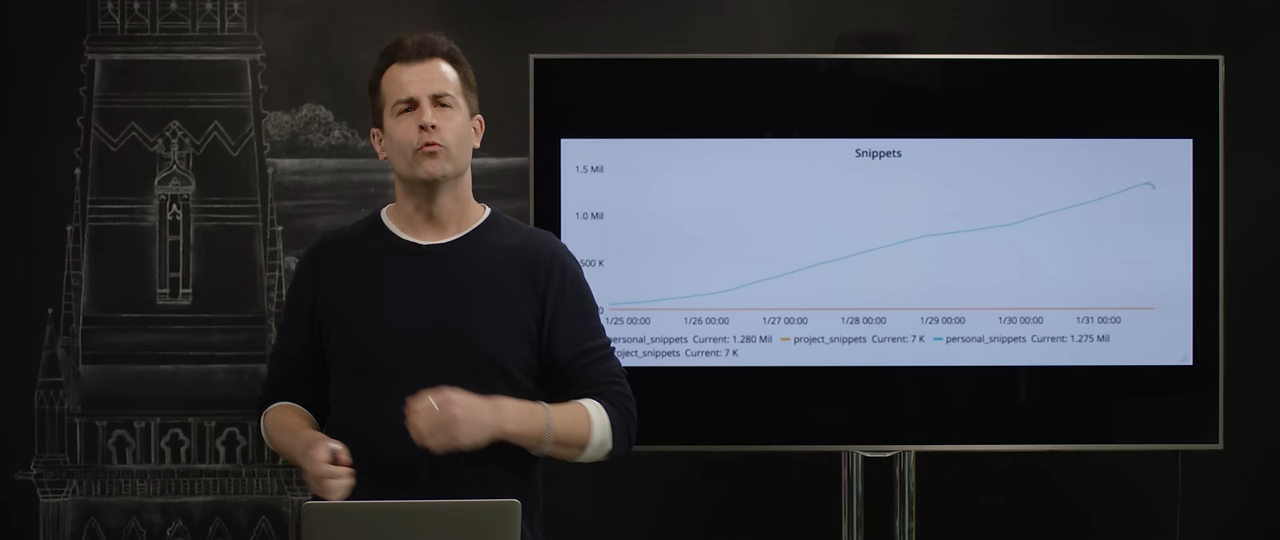 Snippets
1.5 Mil
1.0 Mil
500 K
0
1/25 00:00 1/26 00:00 1/27 00:00 1/28 00:00 1/29 00:00 1/30 00:00 1/31 00:00
ersonal_snippets Current: 1.280 Mil project_snippets Current: 7 K personal_snippets Current: 1.275 Mil
oject_snippets Current: 7 K